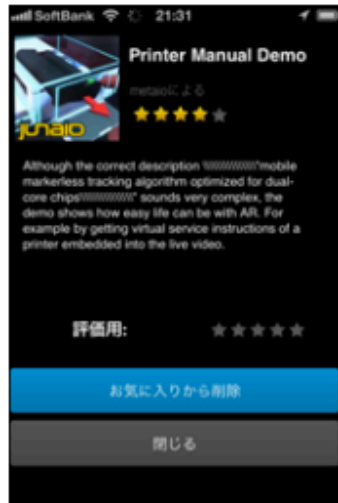 SoftBank 21:31
Printer Manual Demo
metaioによる
junaio
Although the correct description \\\\\\\\\\\\\\\"mobile
markerless tracking algorithm optimized for dual-
core chips\\\\\\\\\\\\\\\" sounds very complex, the
demo shows how easy life can be with AR. For
example by getting virtual service instructions of a
printer embedded into the live video.
評価用:
お気に入りから削除
閉じる